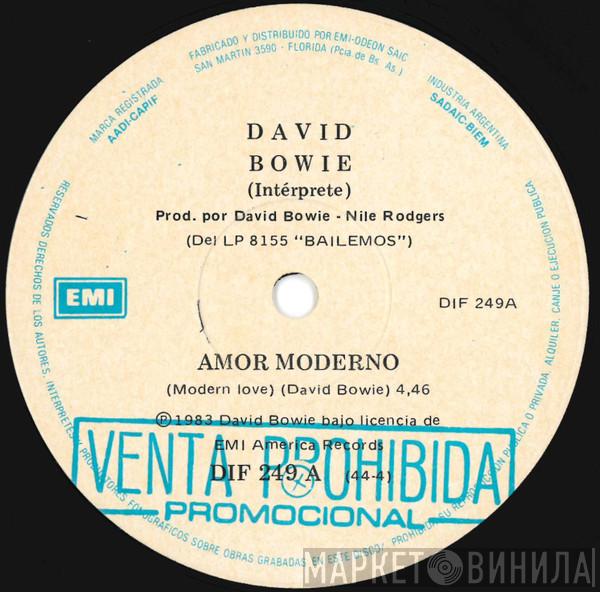 FABRICADO Y DISTRIBUIDO POR EMI-ODEON SAIC
SAN MARTIN 3590 - FLORIDA (Pcia. de Bs. As.)
MARCA REGISTRADA
AADI-CAPIF
INDUSTRIA ARGENTINA
SADAIC-BIEM
DAVID
BOWIE
(Intérprete)
Prod. por David Bowie - Nile Rodgers
(Del LP 8155 "BAILEMOS")
EMI
DIF 249A
AMOR MODERNO
(Modern love) (David Bowie) 4,46
Ⓟ 1983 David Bowie bajo licencia de
EMI America Records
DIF 249 A (44-4)
VENTA PROHIBIDA
PROMOCIONAL
RESERVADOS DERECHOS DE LOS AUTORES, INTERPRETES Y PRODUCTORES FONOGRAFICOS SOBRE OBRAS GRABADAS EN ESTE DISCO/ PROHIBIDA SU REPRODUCCION PUBLICA O PRIVADA, ALQUILER, CANJE O EJECUCION PUBLICA
МАРКЕТ ВИНИЛА